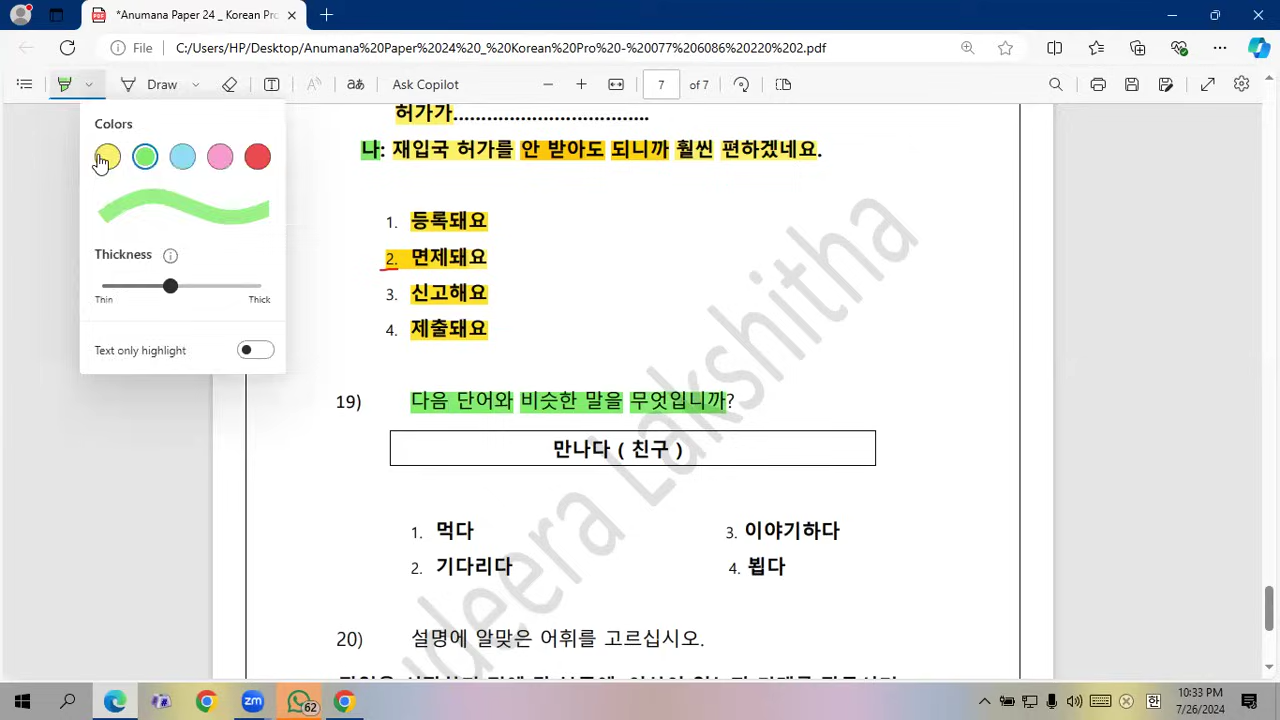 *Anumana Paper 24 _ Korean Pro
File
C:/Users/HP/Desktop/Anumana%20Paper%2024%20_%20Korean%20Pro%20-%20077%206086%20220%202.pdf
Draw
Ask Copilot
7 of 7
Colors
Thickness
Thin Thick
Text only highlight
허가가..................................
나: 재입국 허가를 안 받아도 되니까 훨씬 편하겠네요.
1. 등록돼요
2. 면제돼요
3. 신고해요
4. 제출돼요
19) 다음 단어와 비슷한 말을 무엇입니까?
만나다 ( 친구 )
1. 먹다 3. 이야기하다
2. 기다리다 4. 뵙다
20) 설명에 알맞은 어휘를 고르십시오.
udeera Lakshitha
62
10:33 PM
7/26/2024